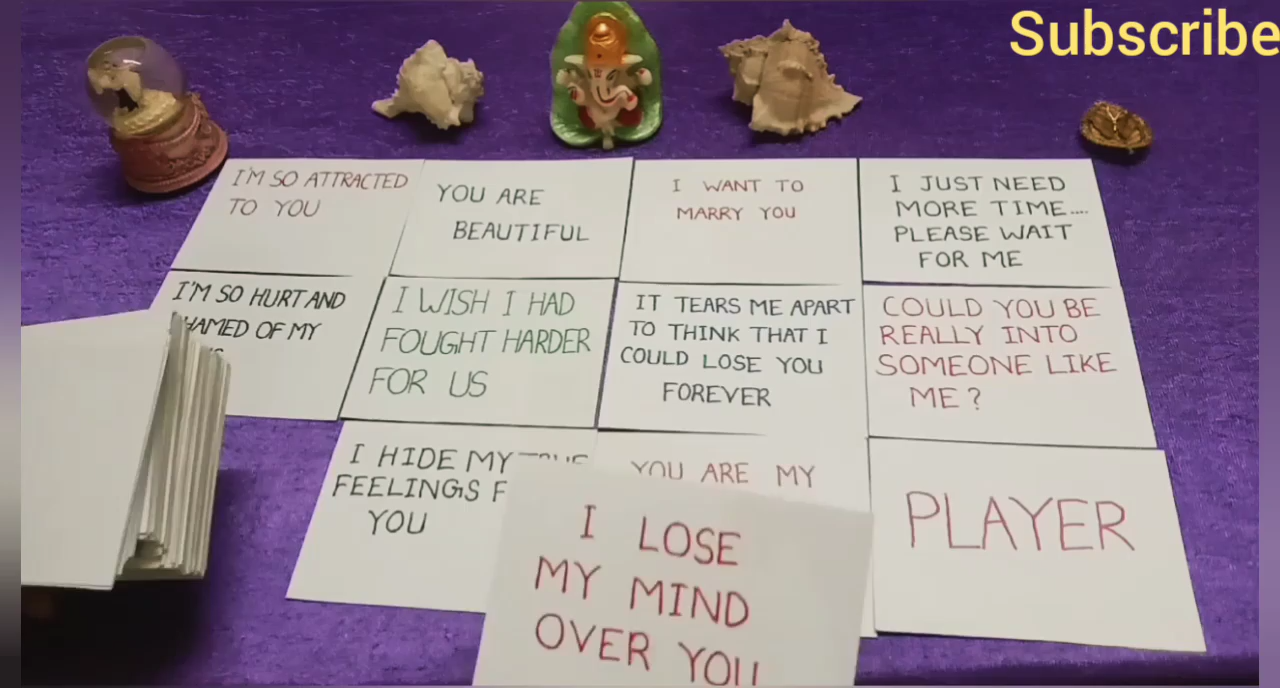 Subscribe
I'M SO ATTRACTED
TO YOU
YOU ARE
BEAUTIFUL
I WANT TO
MARRY YOU
I JUST NEED
MORE TIME....
PLEASE WAIT
FOR ME
I'M SO HURT AND
OF MY
I WISH I HAD
FOUGHT HARDER
FOR US
IT TEARS ME APART
TO THINK THAT I
COULD LOSE YOU
FOREVER
COULD YOU BE
REALLY INTO
SOMEONE LIKE
ME?
I HIDE MY
FEELINGS
YOU
YOU ARE MY
PLAYER
I LOSE
MY MIND
OVER YOU